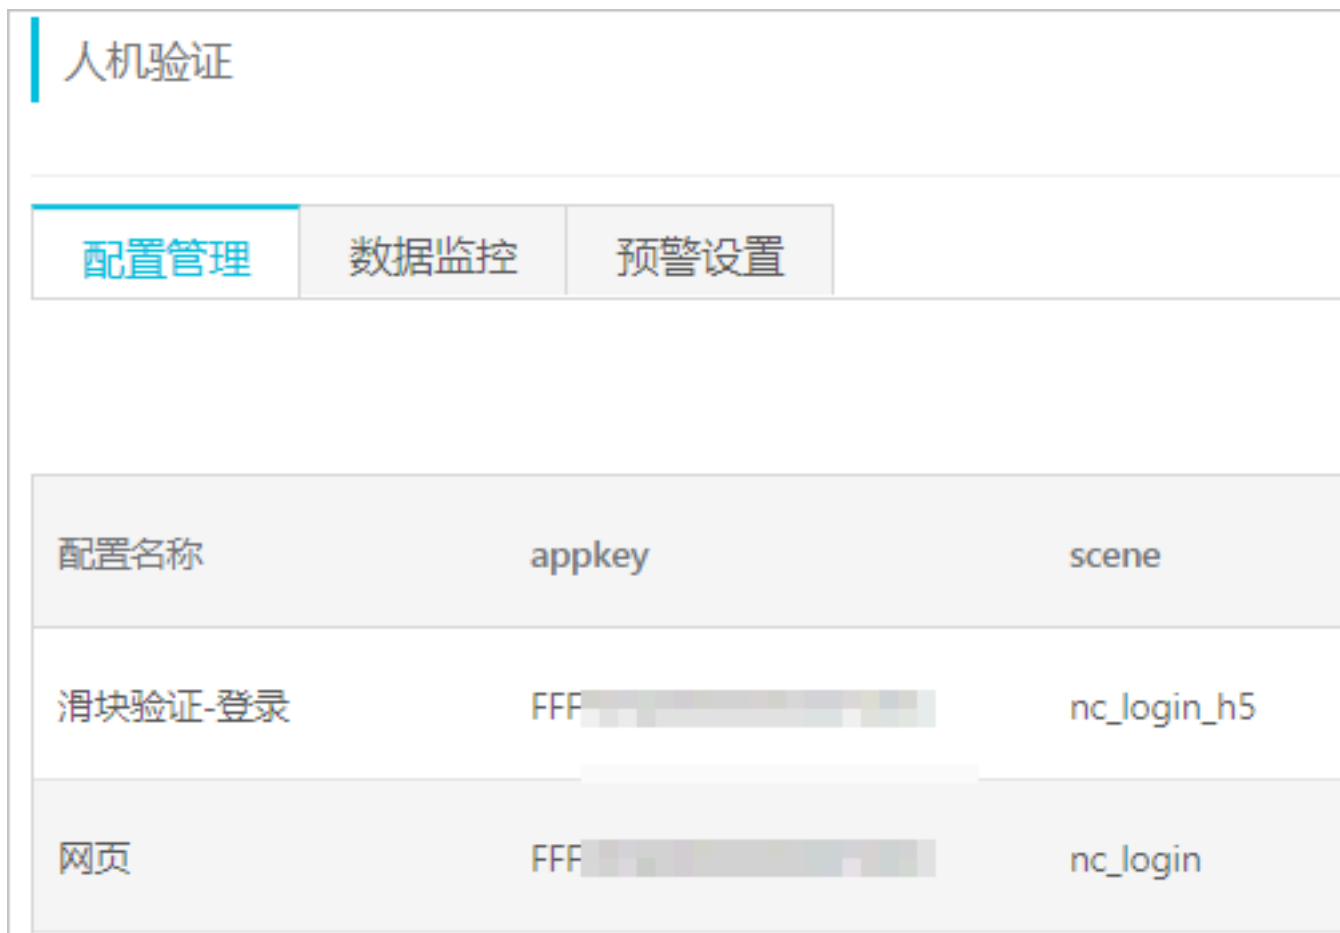 人机验证
配置管理 数据监控 预警设置
配置名称 appkey scene
滑块验证-登录 FFF nc_login_h5
网页 FFF nc_login